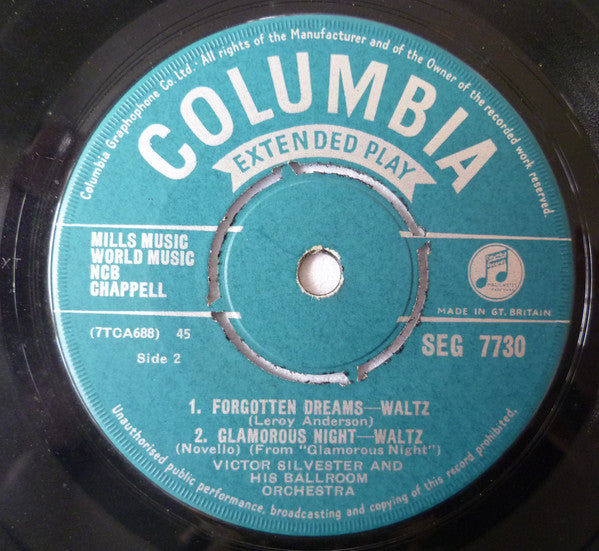 Columbia Graphophone Co. Ltd. · All rights of the Manufacturer and of the Owner of the recorded work reserved.
COLUMBIA
EXTENDED PLAY
MILLS MUSIC
WORLD MUSIC
NCB
CHAPPELL
MADE IN GT. BRITAIN
(7TCA688) 45
SEG 7730
Side 2
1. FORGOTTEN DREAMS—WALTZ
(Leroy Anderson)
2. GLAMOROUS NIGHT—WALTZ
(Novello) (From "Glamorous Night")
VICTOR SILVESTER AND
HIS BALLROOM
ORCHESTRA
Unauthorised public performance, broadcasting and copying of this record prohibited.